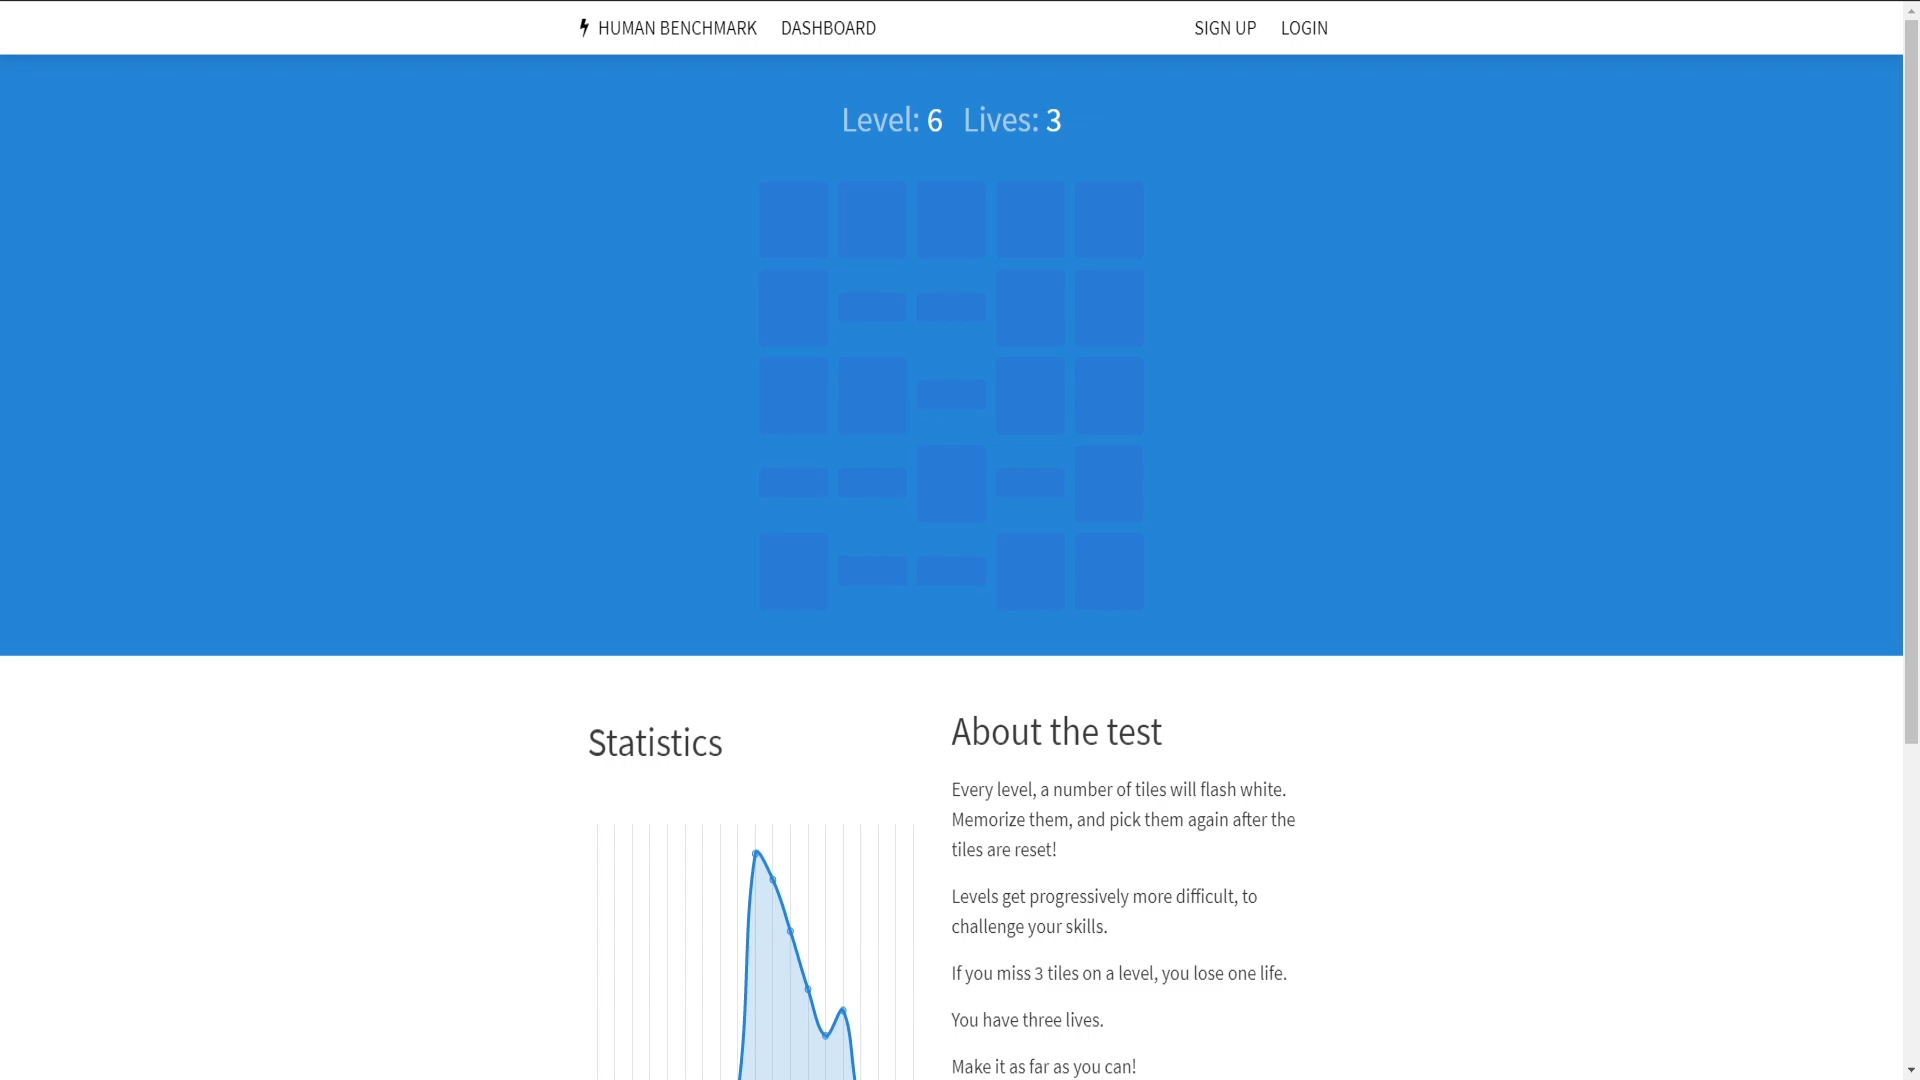 HUMAN BENCHMARK DASHBOARD SIGN UP LOGIN
Level: 6 Lives: 3
Statistics
About the test
Every level, a number of tiles will flash white.
Memorize them, and pick them again after the
tiles are reset!
Levels get progressively more difficult, to
challenge your skills.
If you miss 3 tiles on a level, you lose one life.
You have three lives.
Make it as far as you can!